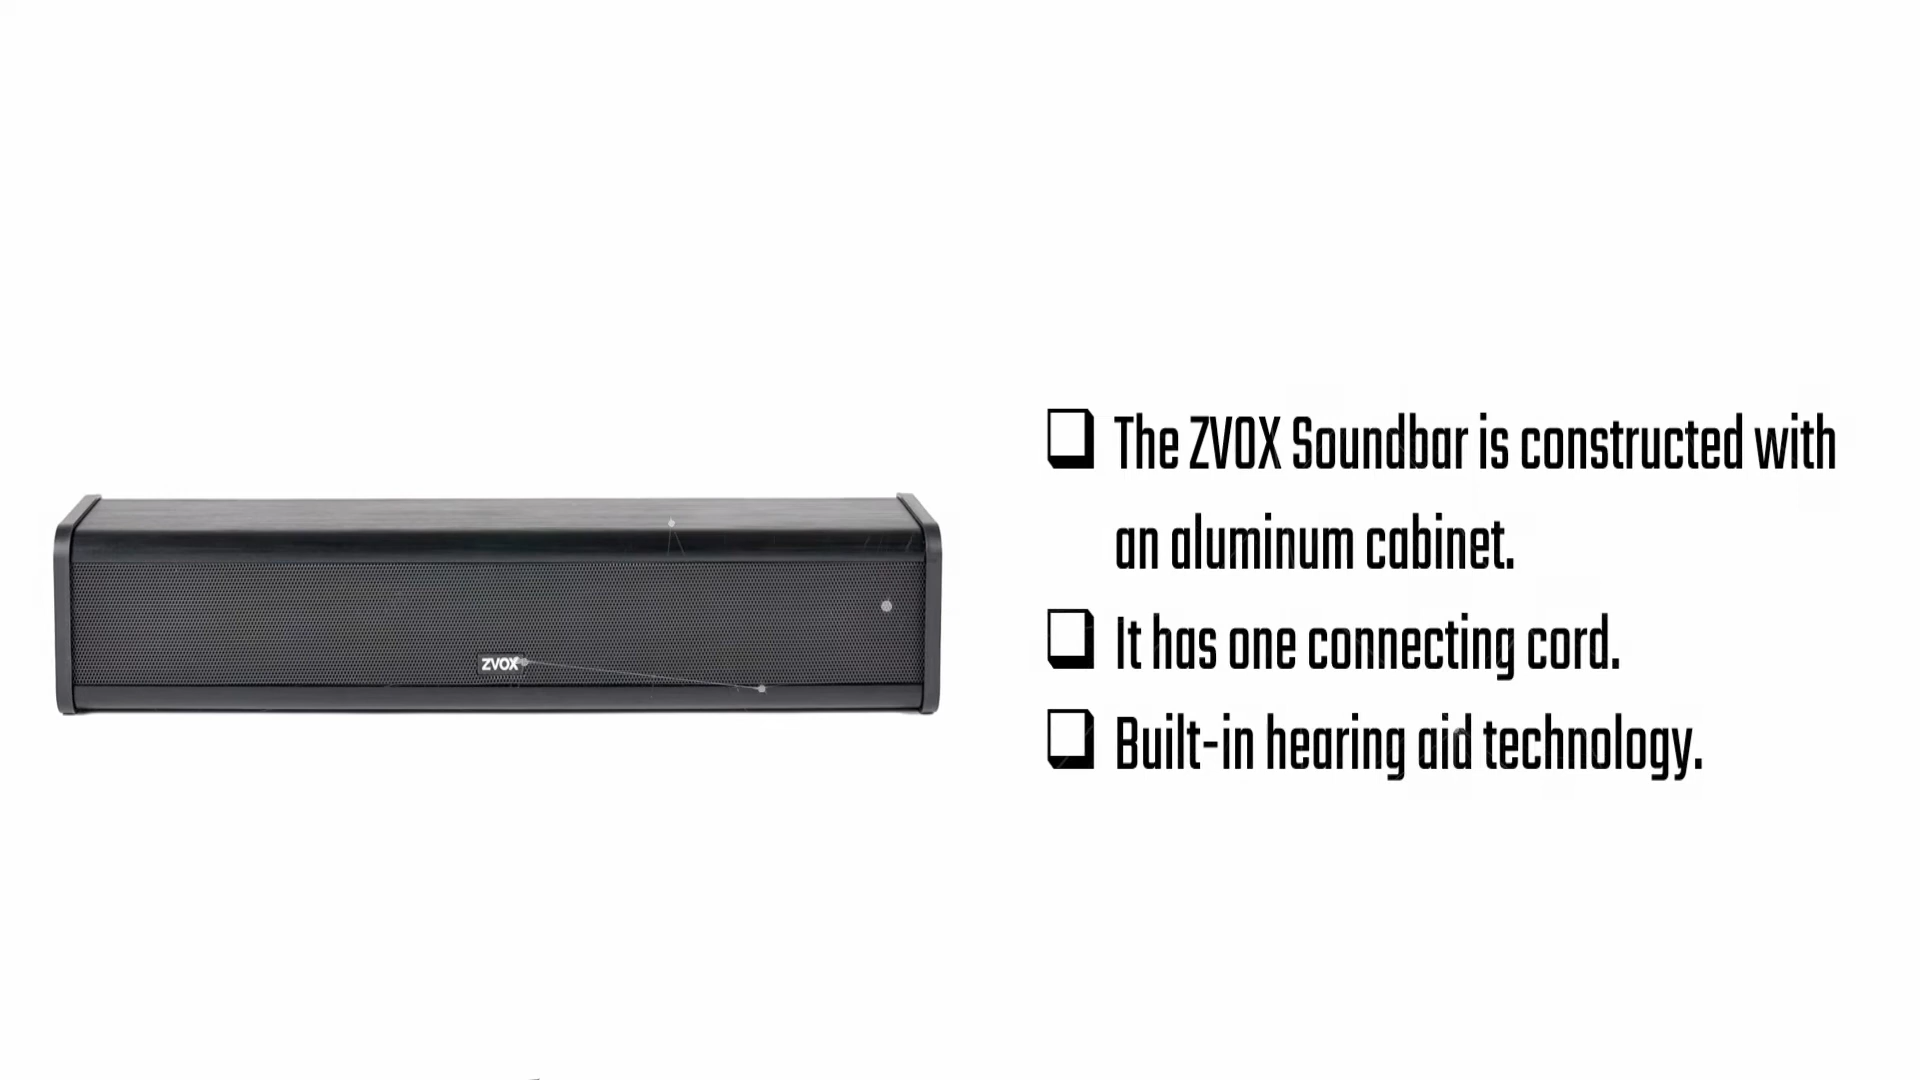 ZVOX
The ZVOX Soundbar is constructed with
an aluminum cabinet.
It has one connecting cord.
Built-in hearing aid technology.